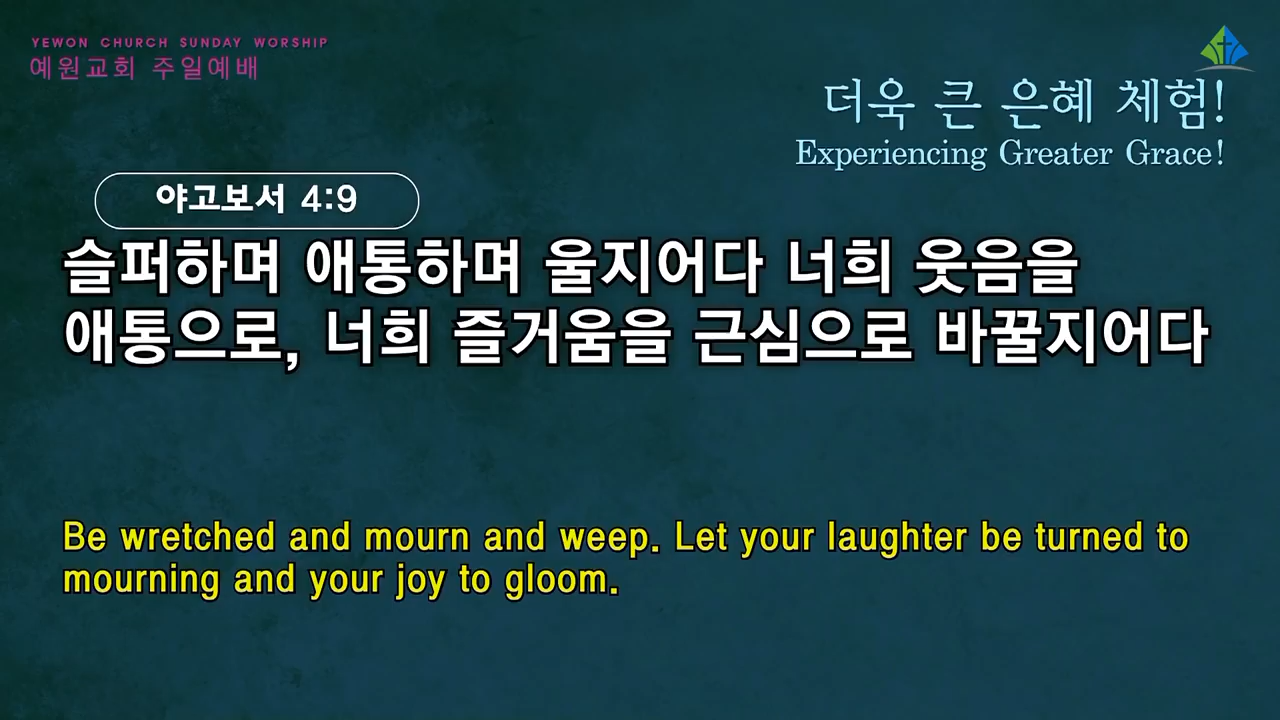 YEWON CHURCH SUNDAY WORSHIP
예원교회 주일예배
더욱 큰 은혜 체험!
Experiencing Greater Grace!
야고보서 4:9
슬퍼하며 애통하며 울지어다 너희 웃음을
애통으로, 너희 즐거움을 근심으로 바꿀지어다
Be wretched and mourn and weep. Let your laughter be turned to
mourning and your joy to gloom.